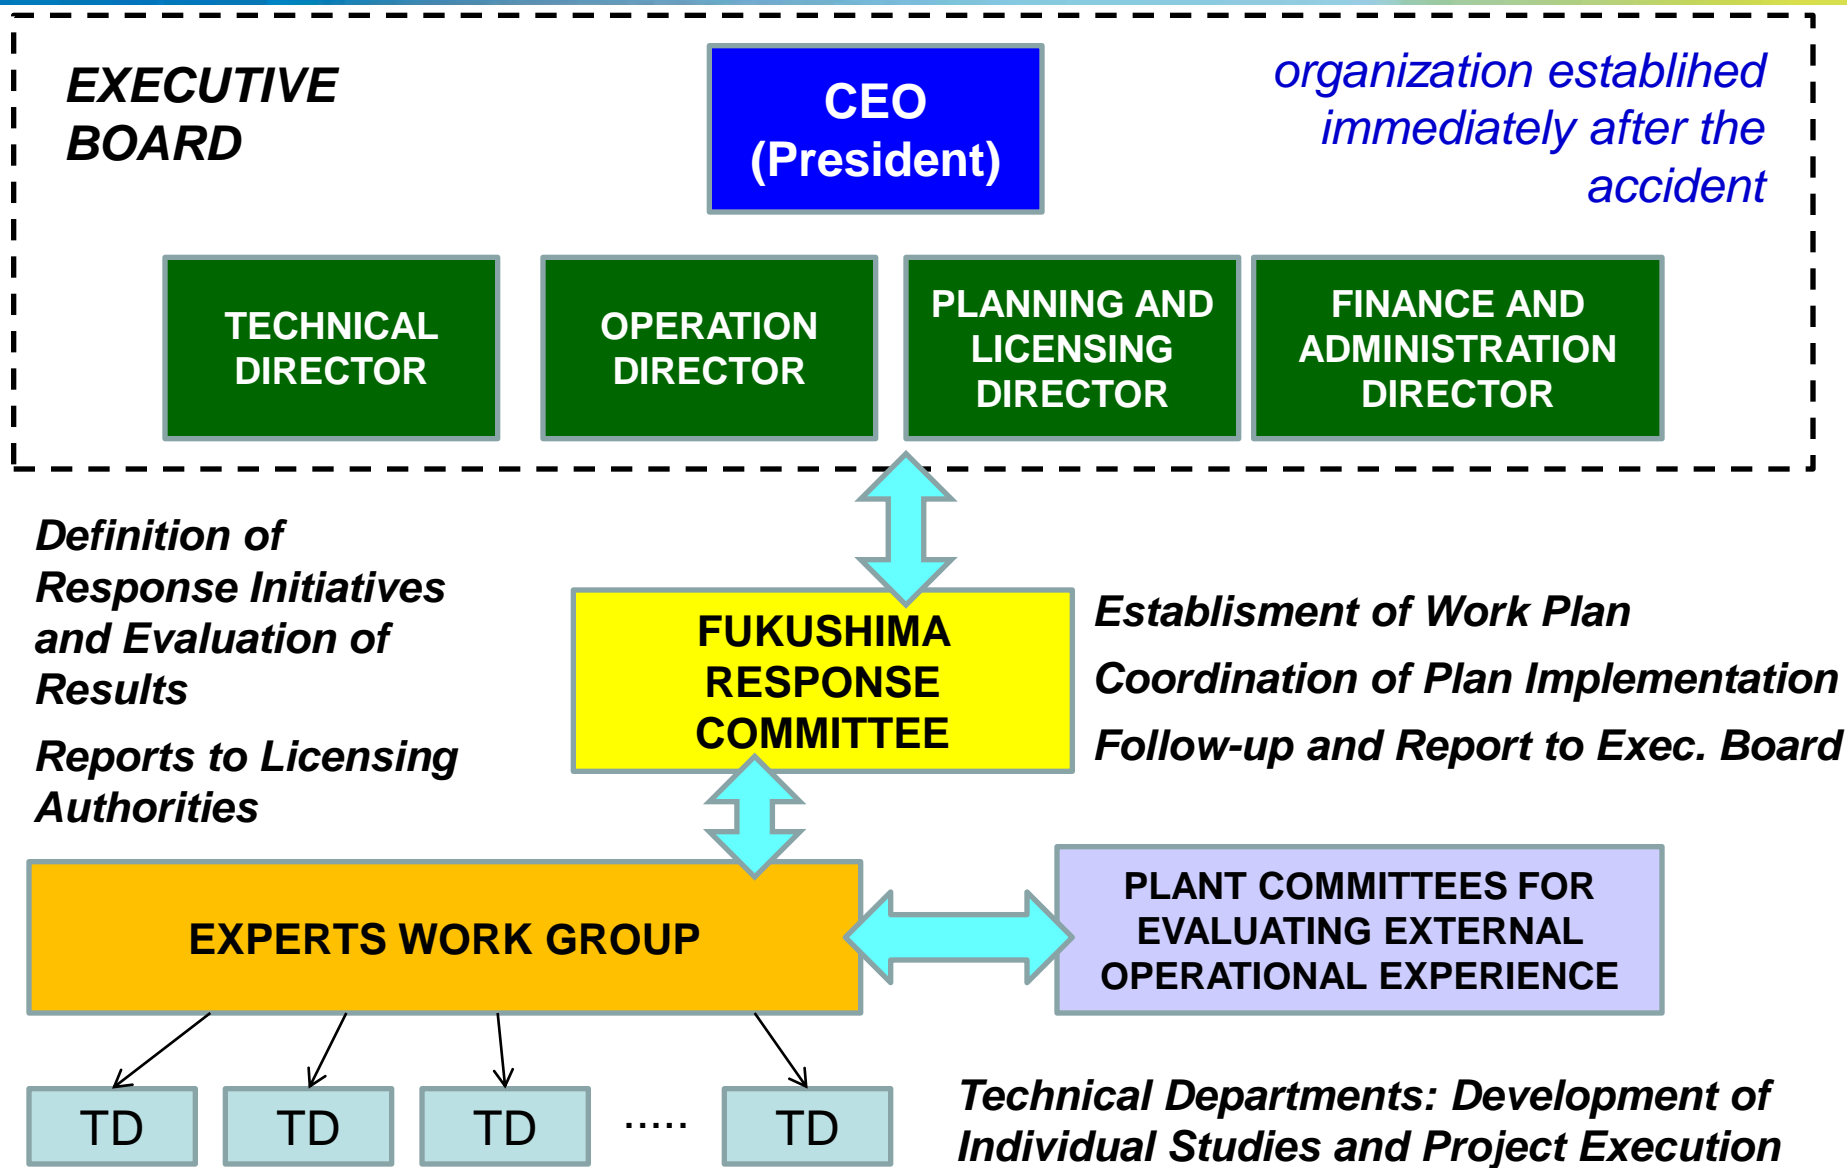 EXECUTIVE
BOARD
CEO
(President)
organization establihed
immediately after the
accident
TECHNICAL
DIRECTOR
OPERATION
DIRECTOR
PLANNING AND
LICENSING
DIRECTOR
FINANCE AND
ADMINISTRATION
DIRECTOR
Definition of
Response Initiatives
and Evaluation of
Results
Reports to Licensing
Authorities
FUKUSHIMA
RESPONSE
COMMITTEE
Establisment of Work Plan
Coordination of Plan Implementation
Follow-up and Report to Exec. Board
EXPERTS WORK GROUP
PLANT COMMITTEES FOR
EVALUATING EXTERNAL
OPERATIONAL EXPERIENCE
TD
TD
TD
.....
TD
Technical Departments: Development of
Individual Studies and Project Execution